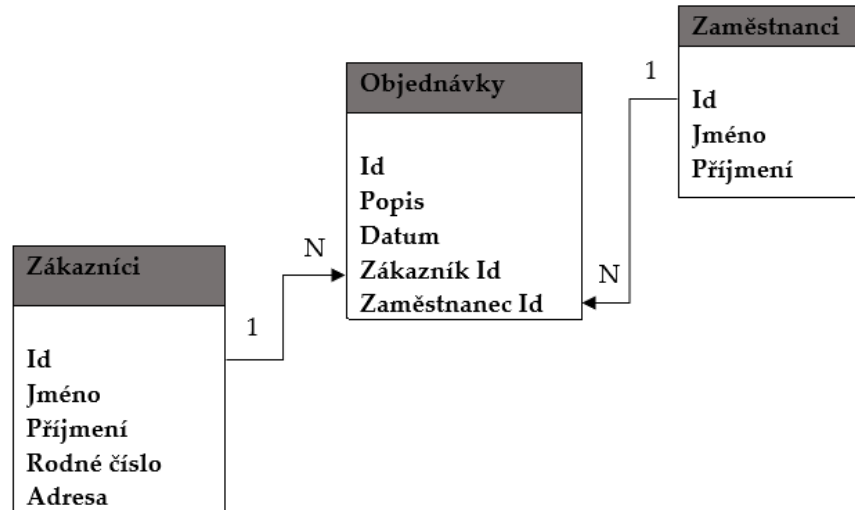 Zákazníci
Id
Jméno
Příjmení
Rodné číslo
Adresa
1
N
Objednávky
Id
Popis
Datum
Zákazník Id
Zaměstnanec Id
N
1
Zaměstnanci
Id
Jméno
Příjmení